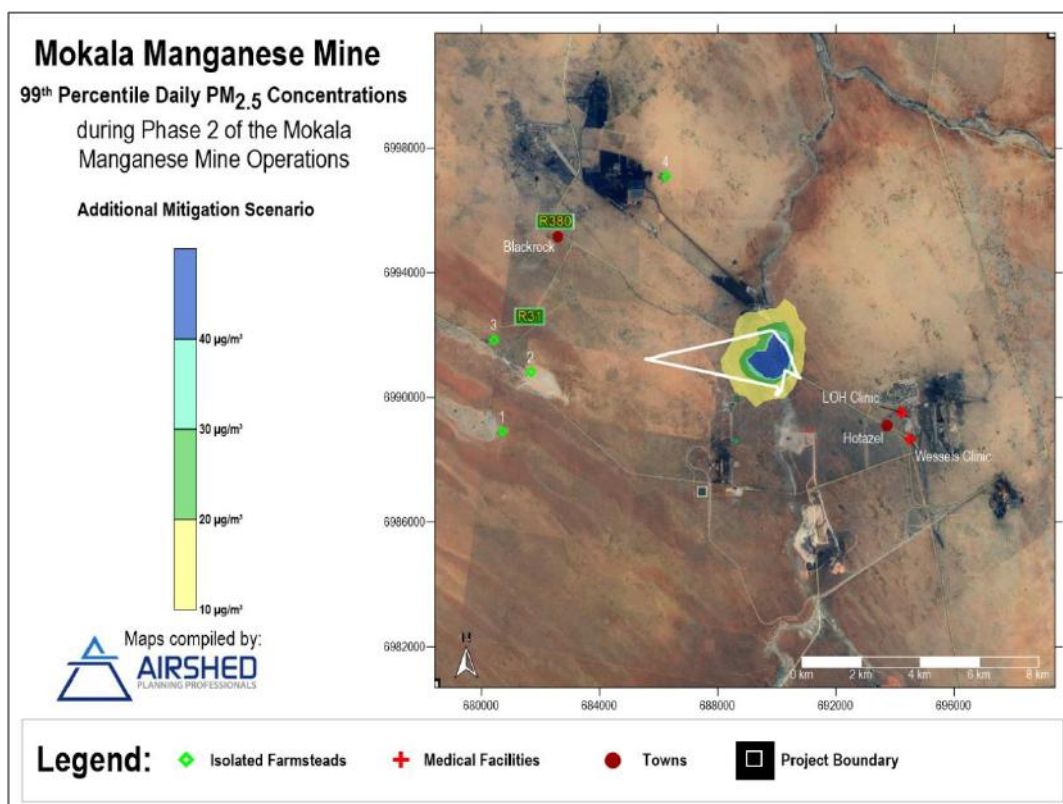 Mokala Manganese Mine
99th Percentile Daily PM2.5 Concentrations
during Phase 2 of the Mokala
Manganese Mine Operations
Additional Mitigation Scenario
40 µg/m³
30 µg/m³
20 µg/m³
10 µg/m³
Maps compiled by:
AIRSHED
PLANNING PROFESSIONALS
6998000
6994000
6990000
6986000
6982000
680000
684000
688000
692000
696000
4
R380
Blackrock
R31
3
2
1
LOH Clinic
Hotazel
Wessels Clinic
N
0 km
2 km
4 km
6 km
8 km
Legend:
Isolated Farmsteads
Medical Facilities
Towns
Project Boundary